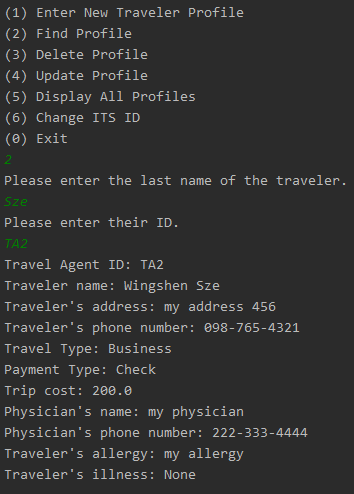 (1) Enter New Traveler Profile
(2) Find Profile
(3) Delete Profile
(4) Update Profile
(5) Display All Profiles
(6) Change ITS ID
(0) Exit
2
Please enter the last name of the traveler.
Sze
Please enter their ID.
TA2
Travel Agent ID: TA2
Traveler name: Wingshen Sze
Traveler's address: my address 456
Traveler's phone number: 098-765-4321
Travel Type: Business
Payment Type: Check
Trip cost: 200.0
Physician's name: my physician
Physician's phone number: 222-333-4444
Traveler's allergy: my allergy
Traveler's illness: None